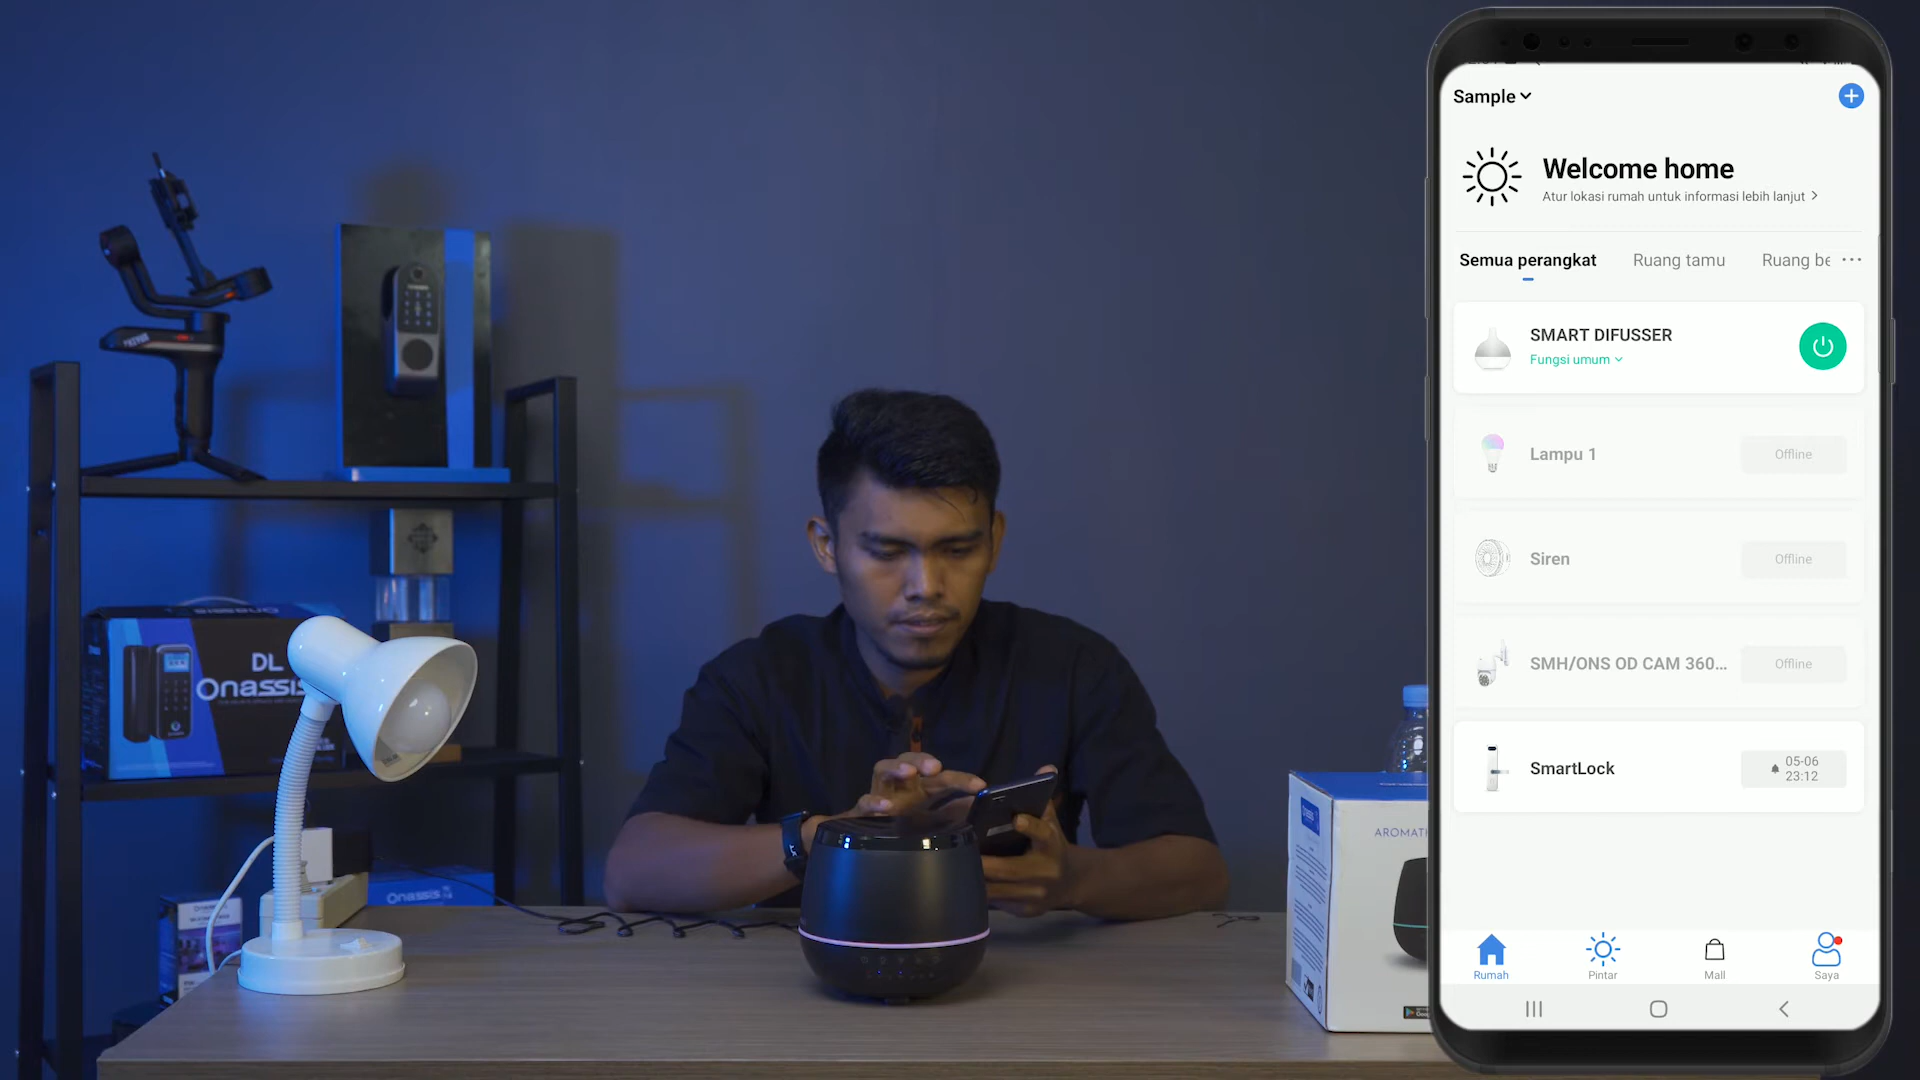 Sample
Welcome home
Atur lokasi rumah untuk informasi lebih lanjut
Semua perangkat
Ruang tamu
Ruang be
SMART DIFUSSER
Fungsi umum
Lampu 1
Offline
Siren
Offline
SMH/ONS OD CAM 360...
Offline
SmartLock
05-06
23:12
Rumah
Pintar
Mall
Saya
DL
Onassis
Onassis
AROMATH